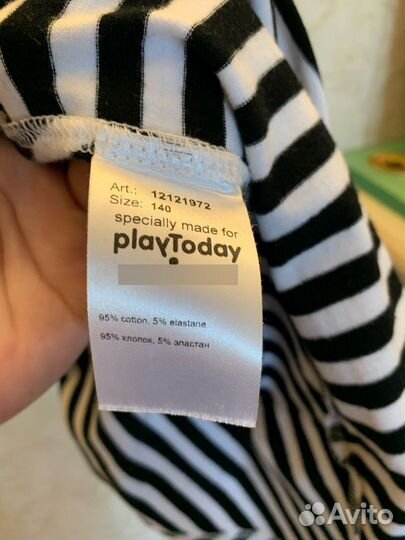 Art.: 12121972
Size: 140
specially made for
playToday
95% cotton, 5% elastane
95% хлопок, 5% эластан
Avito